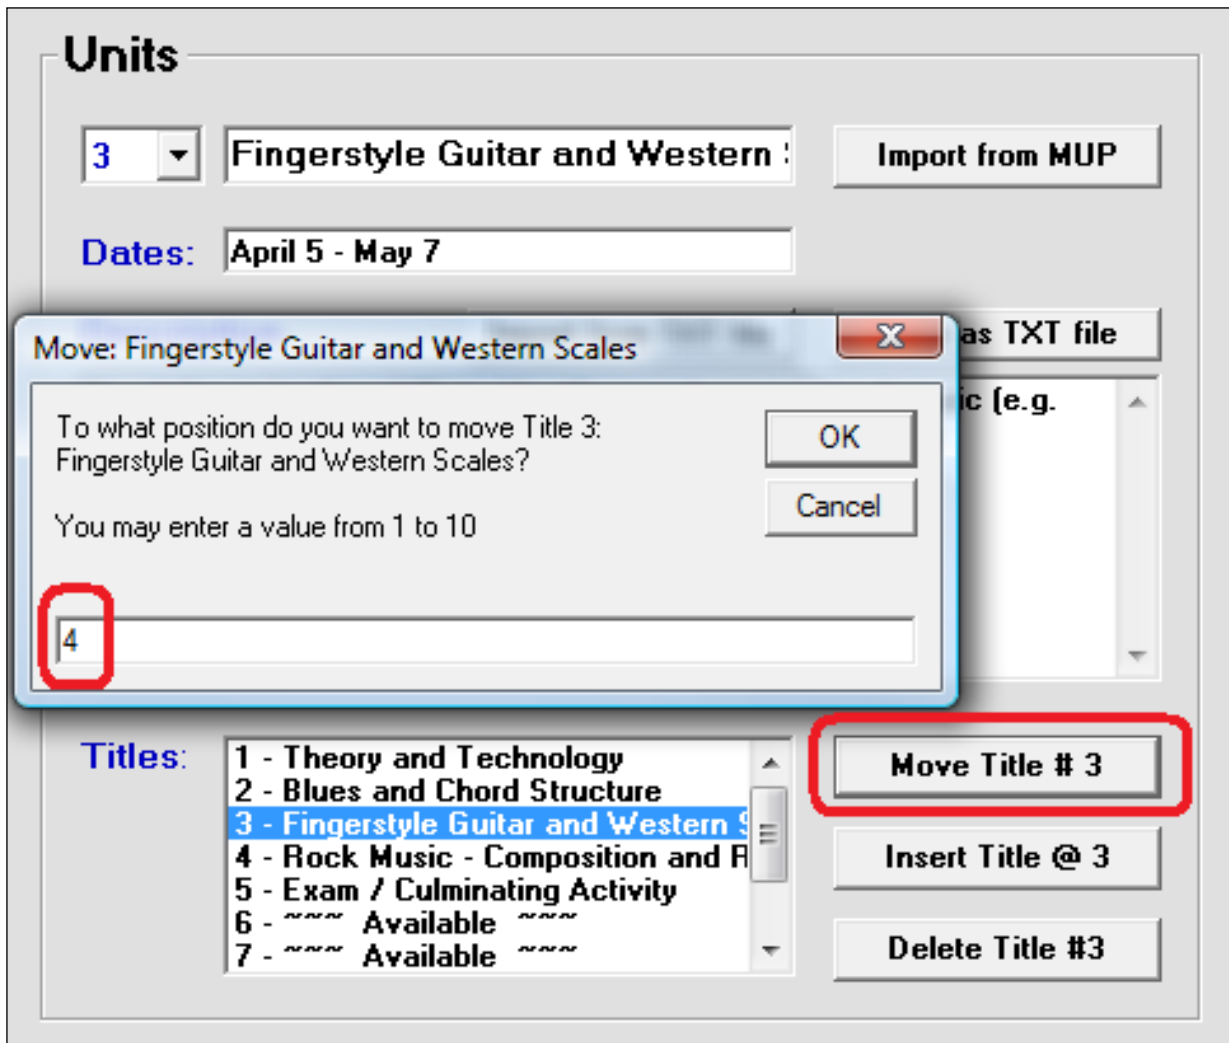 Units
3
Fingerstyle Guitar and Western
Import from MUP
Dates:
April 5 - May 7
as TXT file
Move: Fingerstyle Guitar and Western Scales
x
(e.g.
To what position do you want to move Title 3:
Fingerstyle Guitar and Western Scales?
OK
Cancel
You may enter a value from 1 to 10
4
Titles:
1 - Theory and Technology
2 - Blues and Chord Structure
3 - Fingerstyle Guitar and Western
4 - Rock Music - Composition and
5 - Exam / Culminating Activity
6 - ~~~ Available ~~~
7 - ~~~ Available ~~~
Move Title # 3
Insert Title @ 3
Delete Title #3